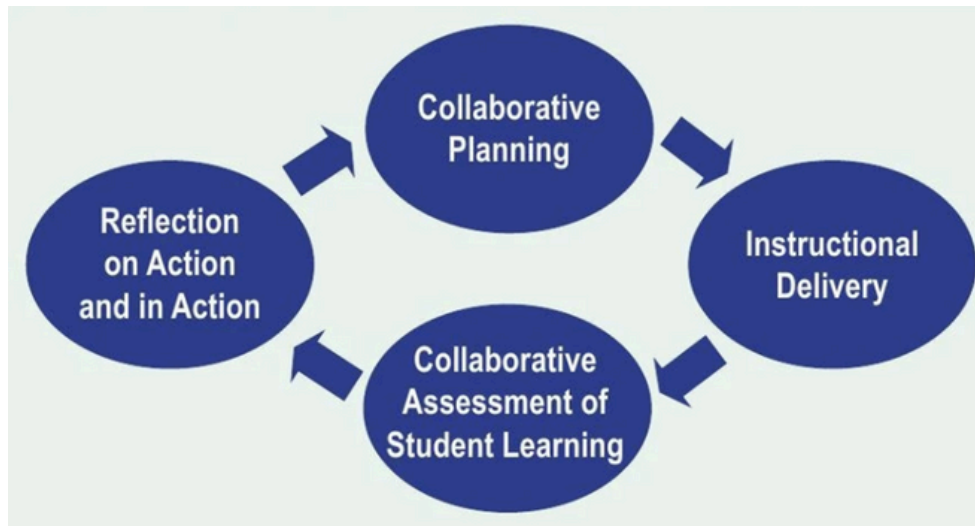 Collaborative
Planning
Instructional
Delivery
Collaborative
Assessment of
Student Learning
Reflection
on Action
and in Action